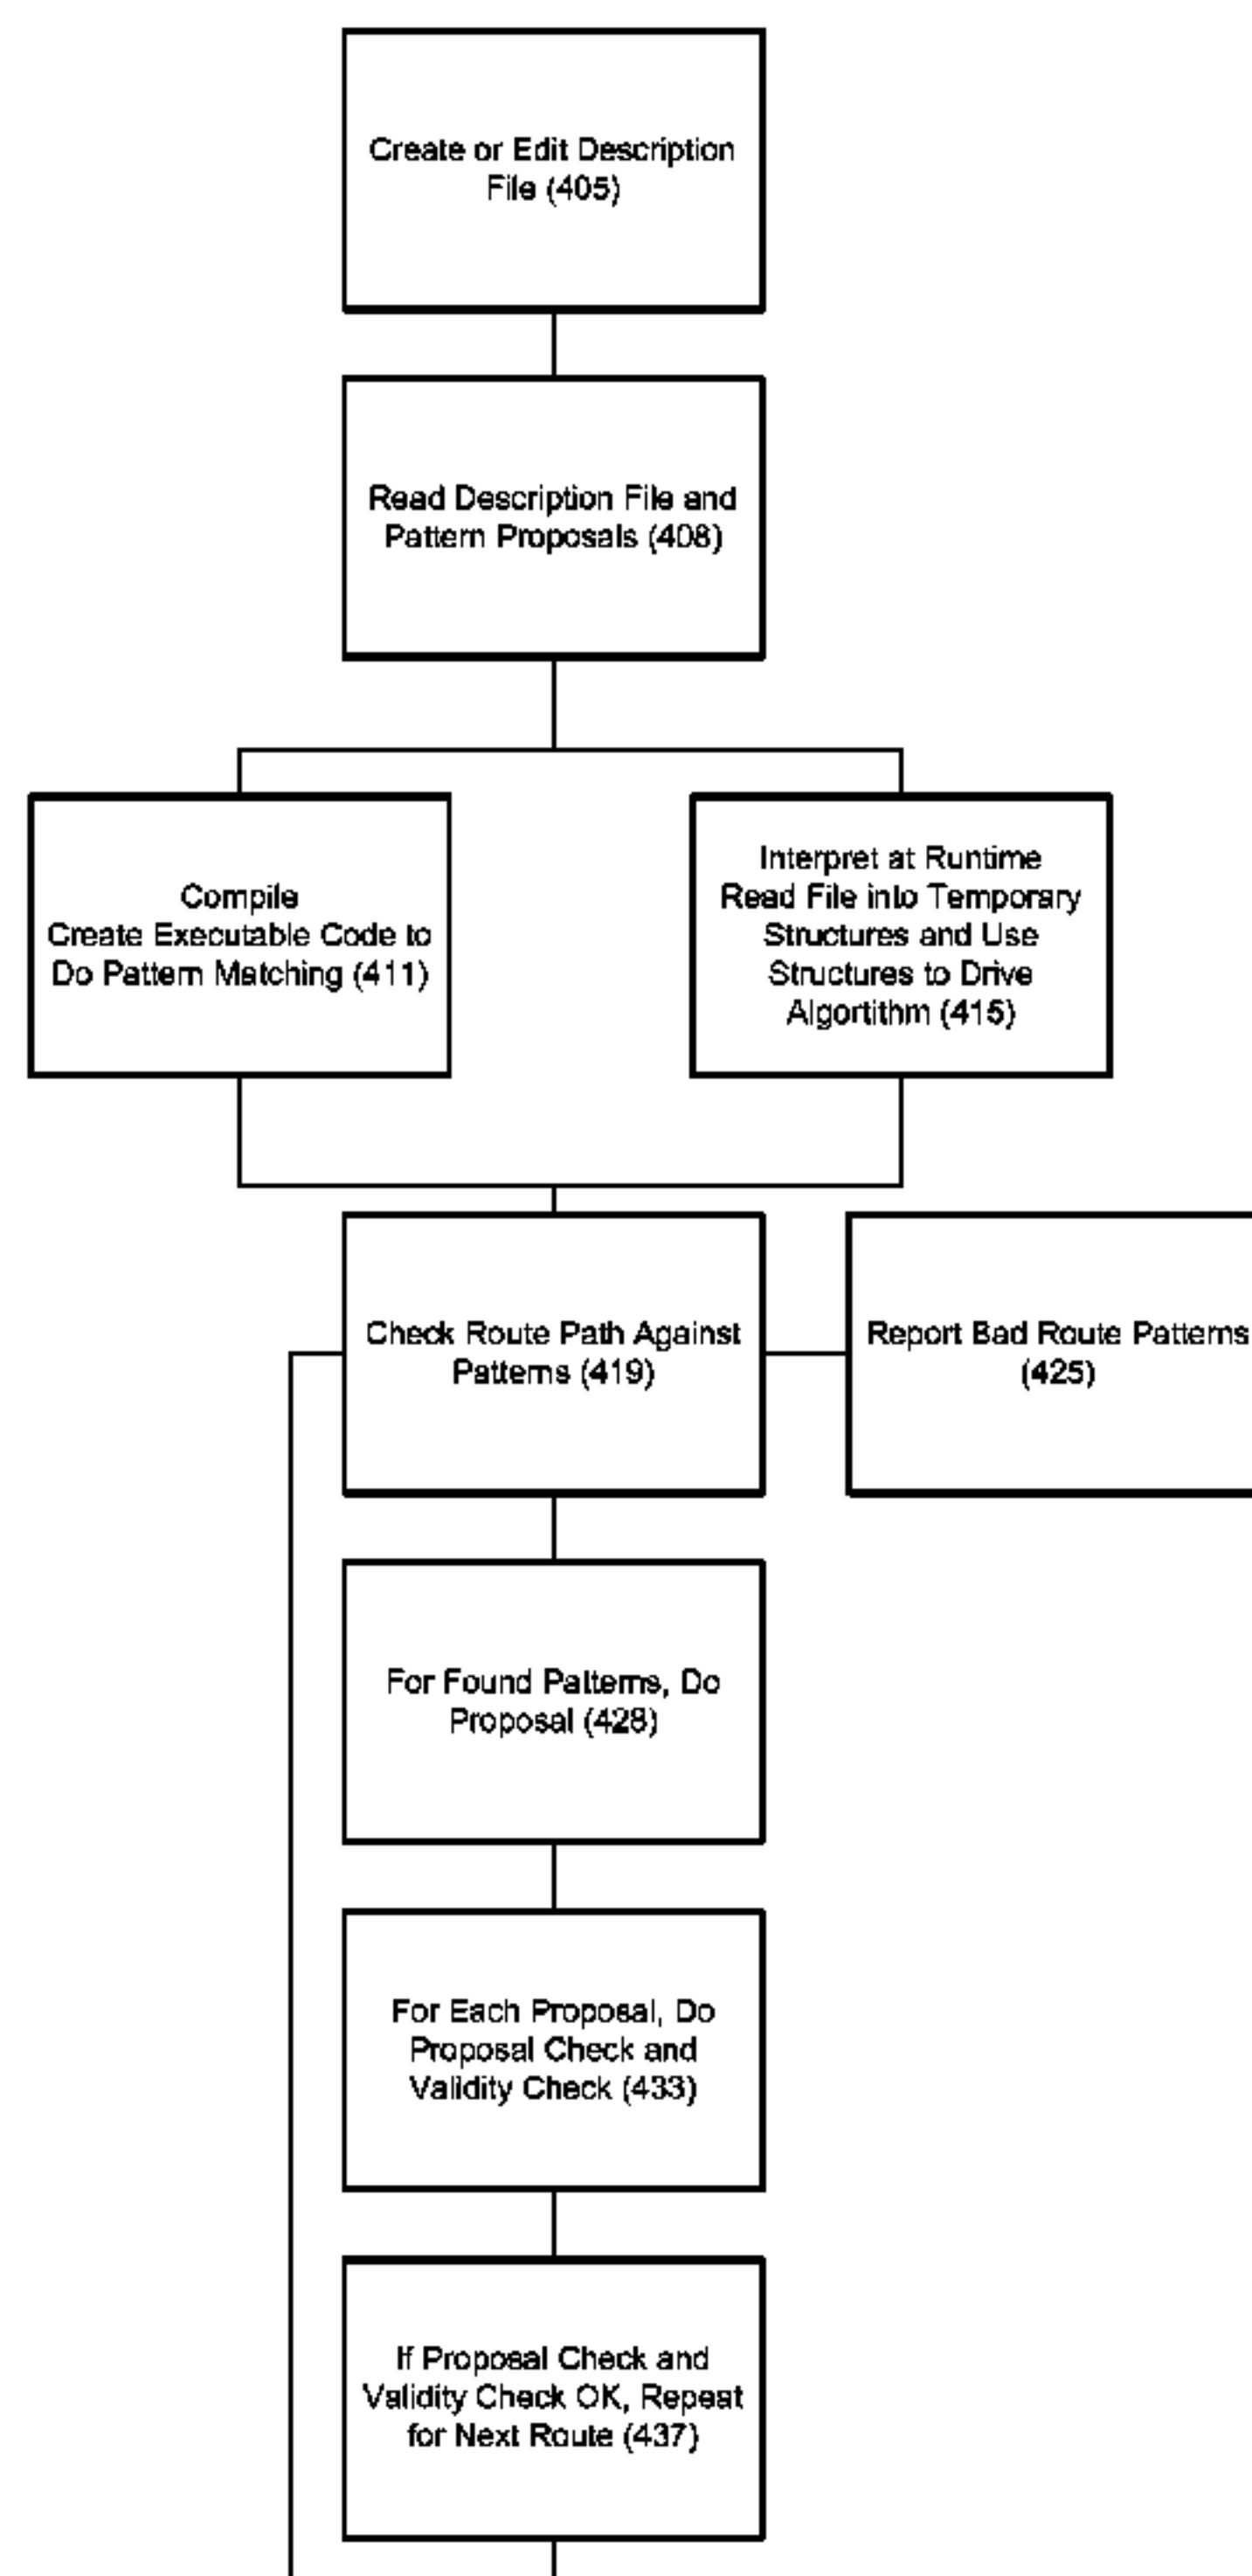 Create or Edit Description
File (405)
Read Description File and
Pattern Proposals (408)
Compile
Create Executable Code to
Do Pattern Matching (411)
Interpret at Runtime
Read File into Temporary
Structures and Use
Structures to Drive
Algortithm (415)
Check Route Path Against
Patterns (419)
Report Bad Route Patterns
(425)
For Found Patterns, Do
Proposal (428)
For Each Proposal, Do
Proposal Check and
Validity Check (433)
If Proposal Check and
Validity Check OK, Repeat
for Next Route (437)